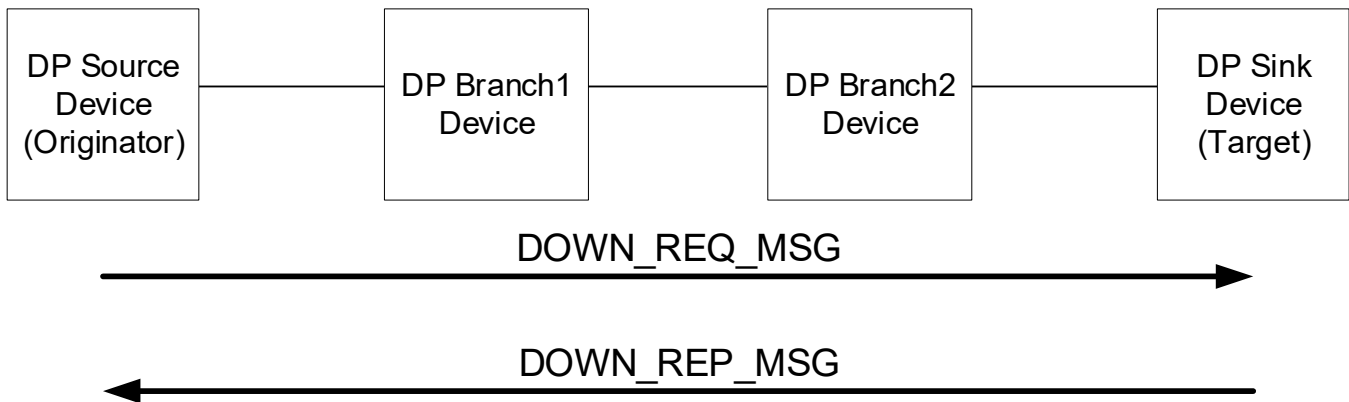 DP Source
Device
(Originator)
DP Branch1
Device
DP Branch2
Device
DP Sink
Device
(Target)
DOWN_REQ_MSG
DOWN_REP_MSG